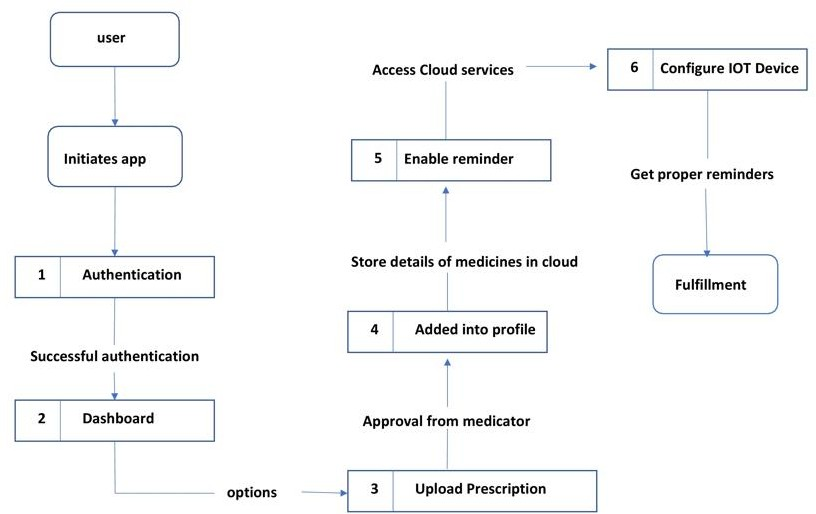 user
Initiates app
1 Authentication
Successful authentication
2 Dashboard
options
3 Upload Prescription
Approval from medicator
4 Added into profile
Store details of medicines in cloud
5 Enable reminder
Access Cloud services
6 Configure IOT Device
Get proper reminders
Fulfillment